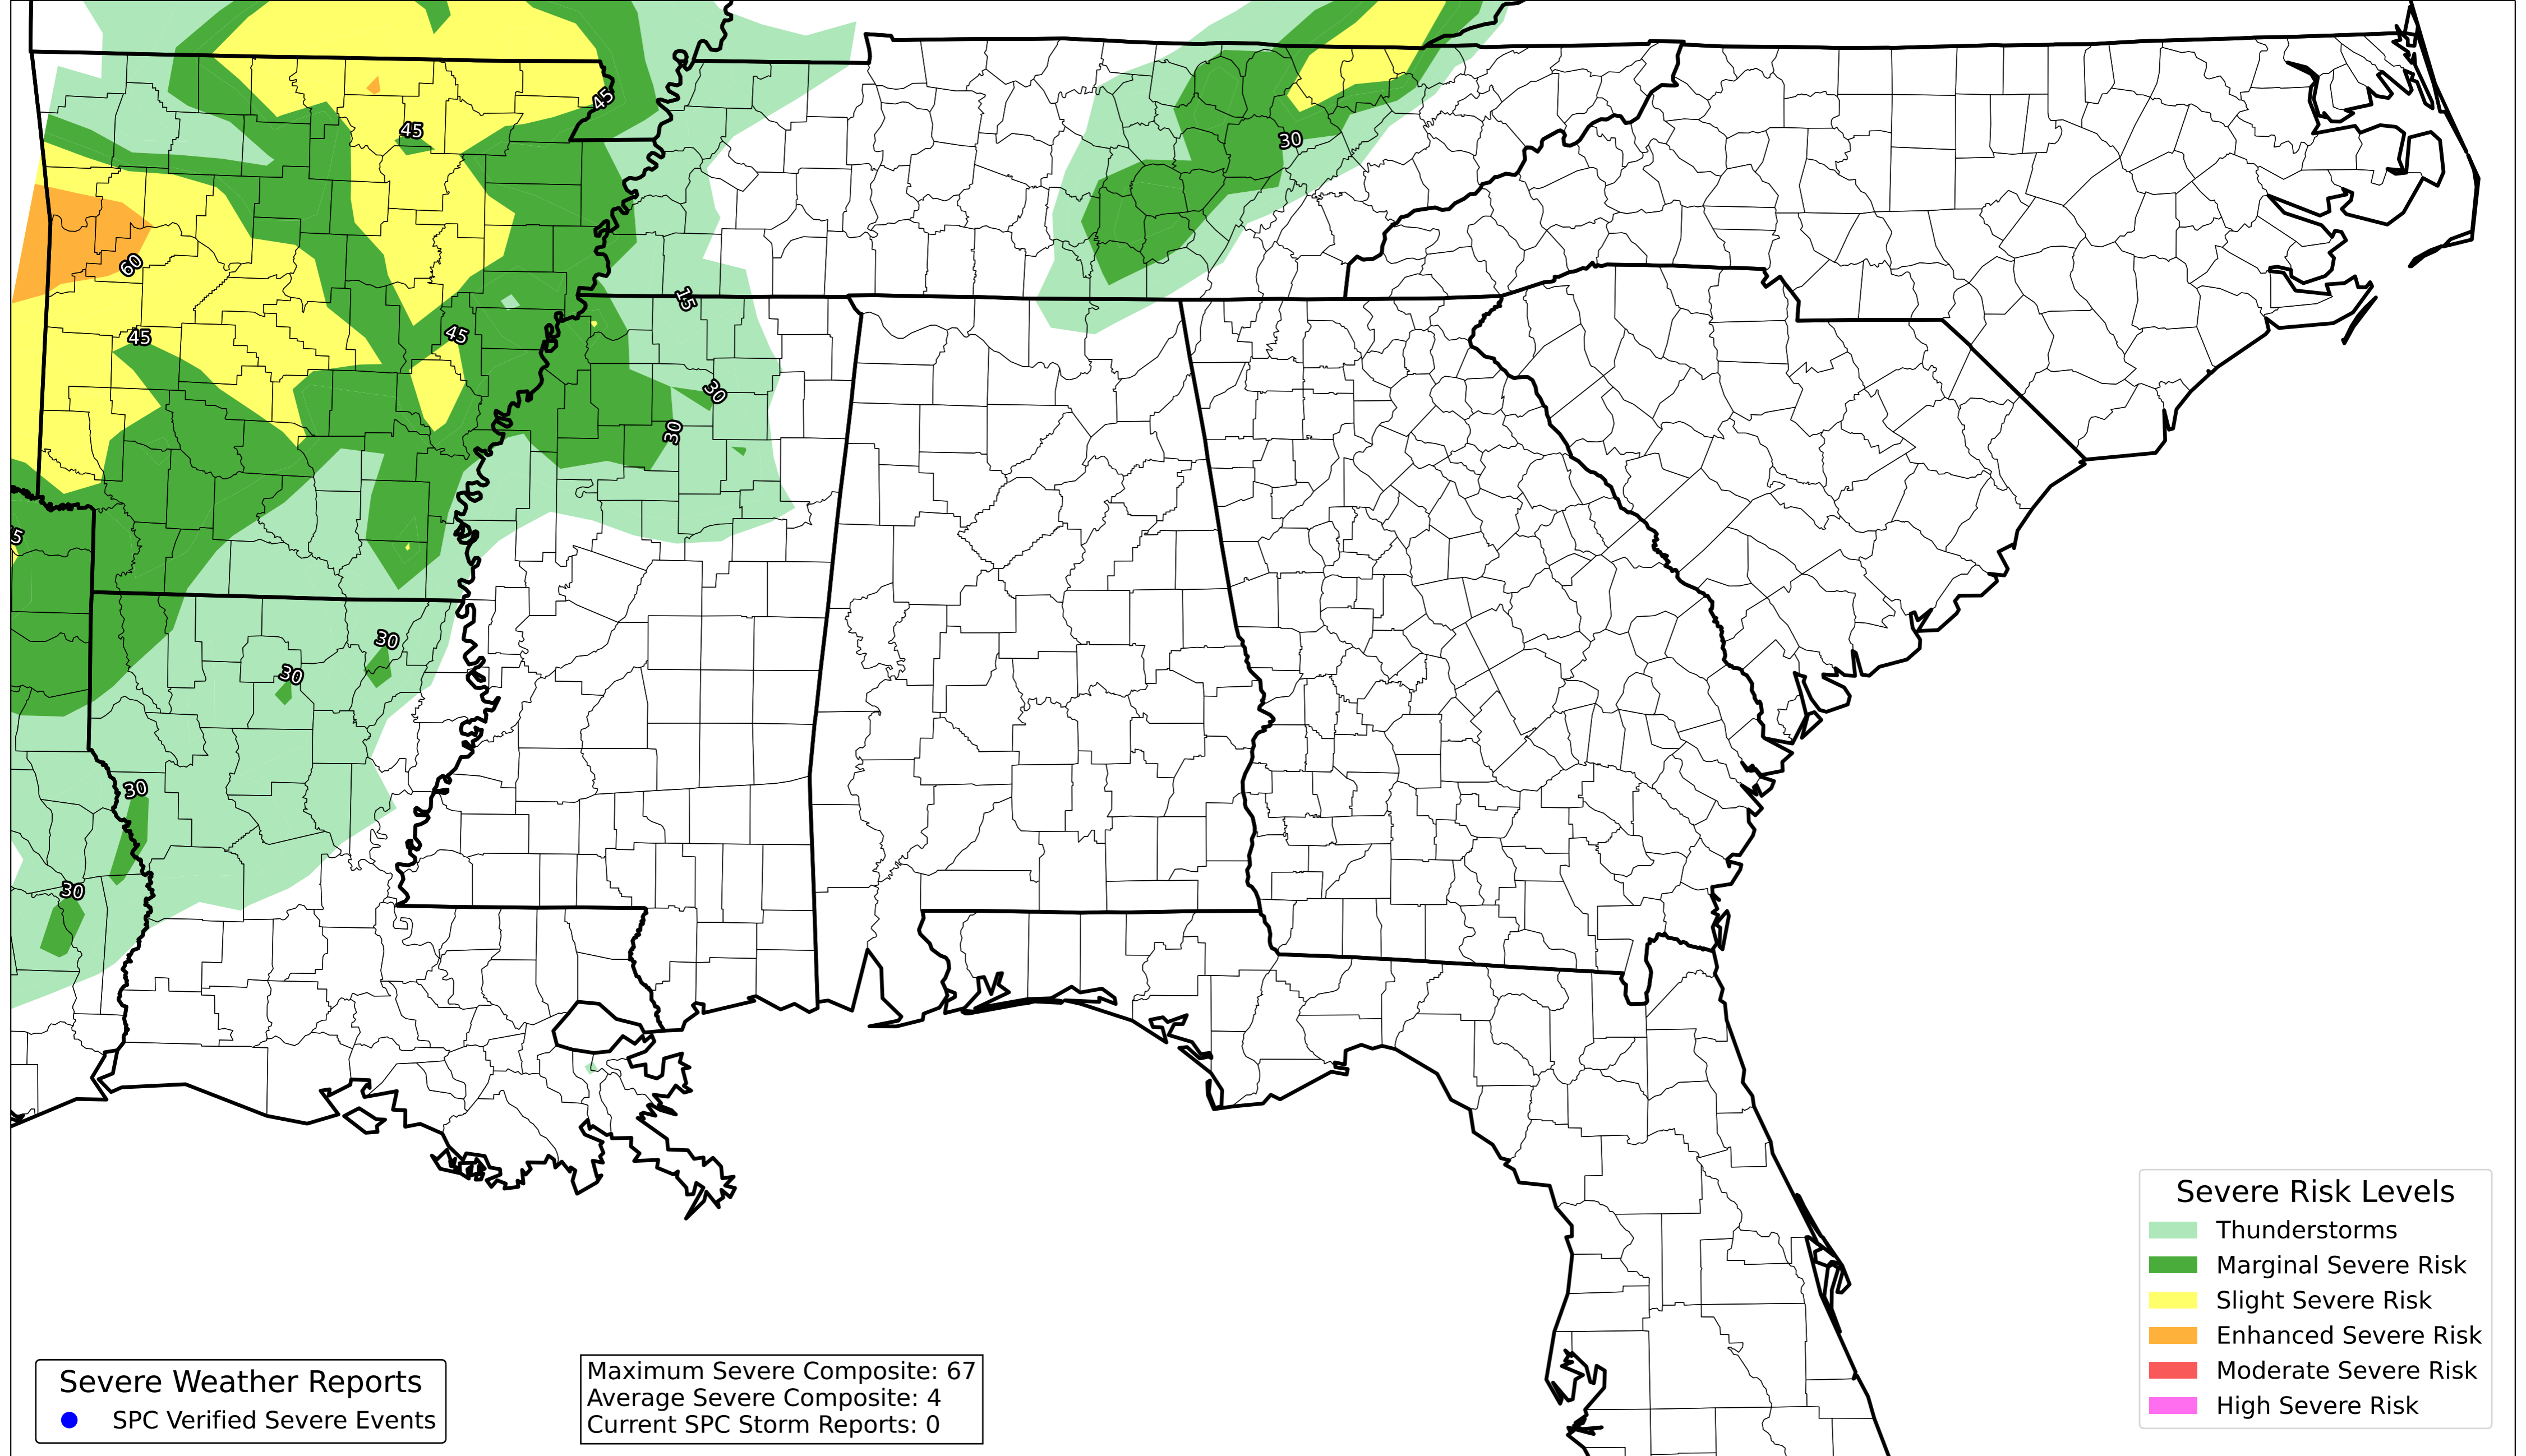 45
45
30
60
15
45
45
30
30
5
30
30
30
30
Severe Risk Levels
Thunderstorms
Marginal Severe Risk
Slight Severe Risk
Enhanced Severe Risk
Moderate Severe Risk
High Severe Risk
Severe Weather Reports
SPC Verified Severe Events
Maximum Severe Composite: 67
Average Severe Composite: 4
Current SPC Storm Reports: 0